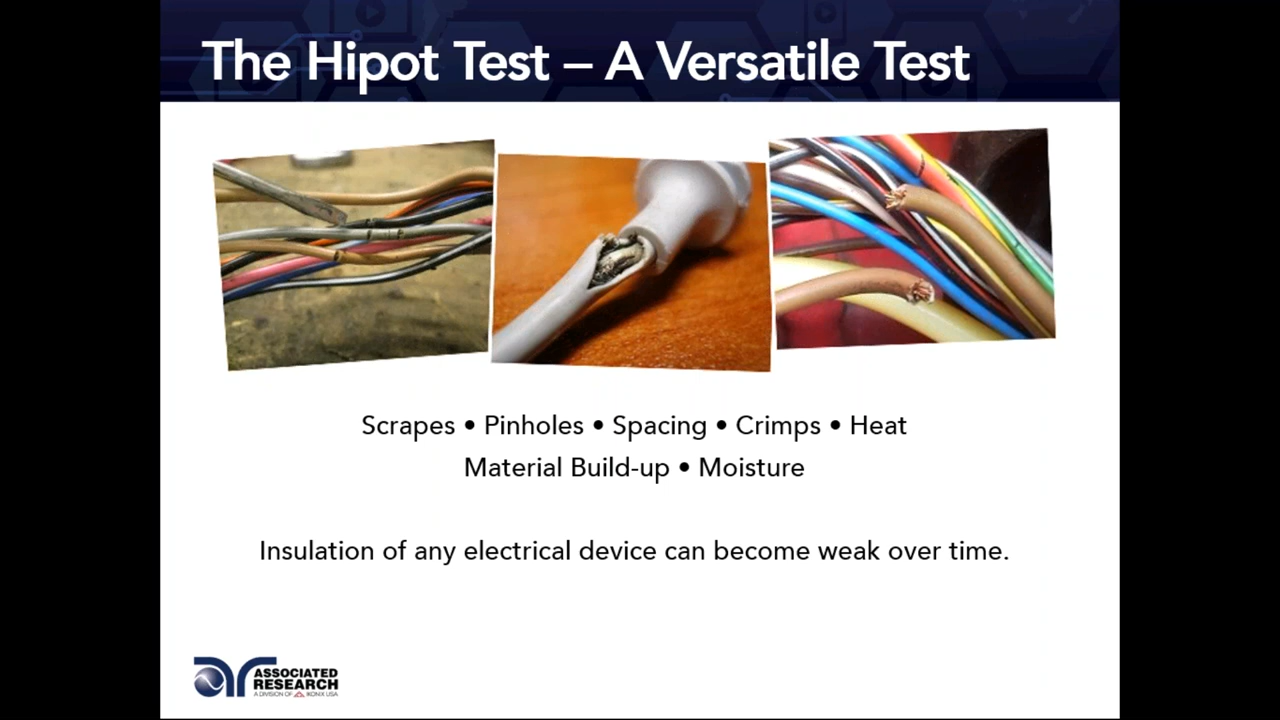 The Hipot Test – A Versatile Test
Scrapes • Pinholes • Spacing • Crimps • Heat
Material Build-up • Moisture
Insulation of any electrical device can become weak over time.
ASSOCIATED
RESEARCH
A DIVISION OF IKONIX USA